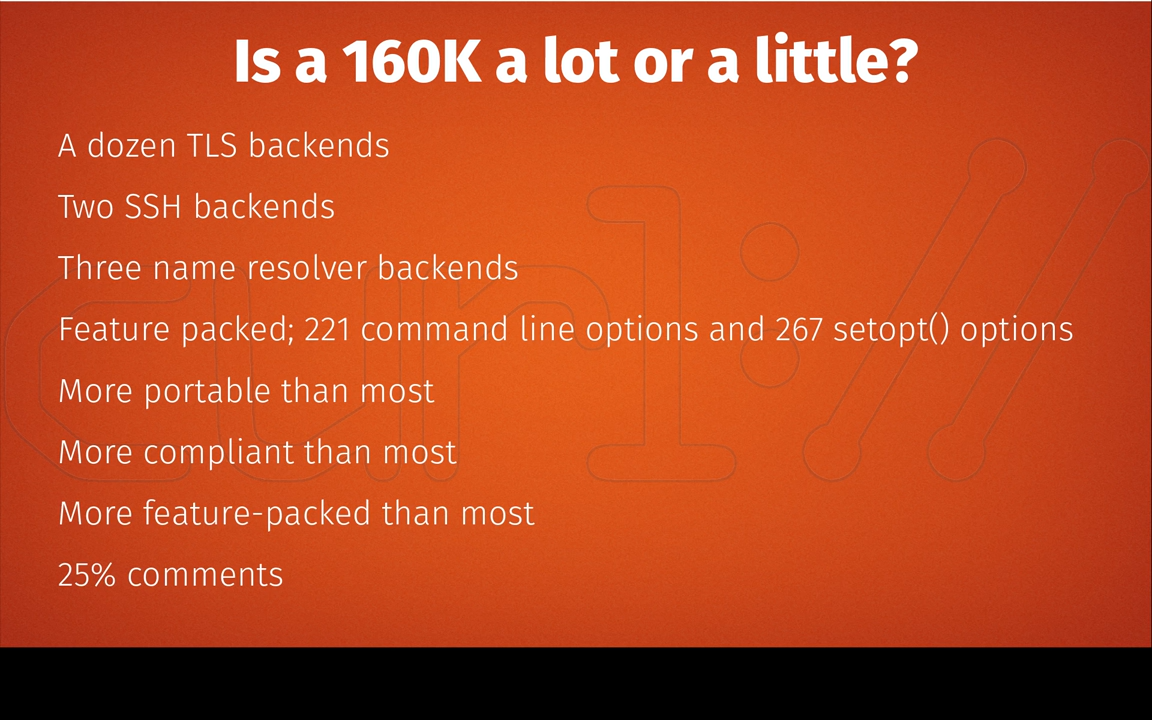 Is a 160K a lot or a little?
A dozen TLS backends
Two SSH backends
Three name resolver backends
Feature packed; 221 command line options and 267 setopt() options
More portable than most
More compliant than most
More feature-packed than most
25% comments
curl://